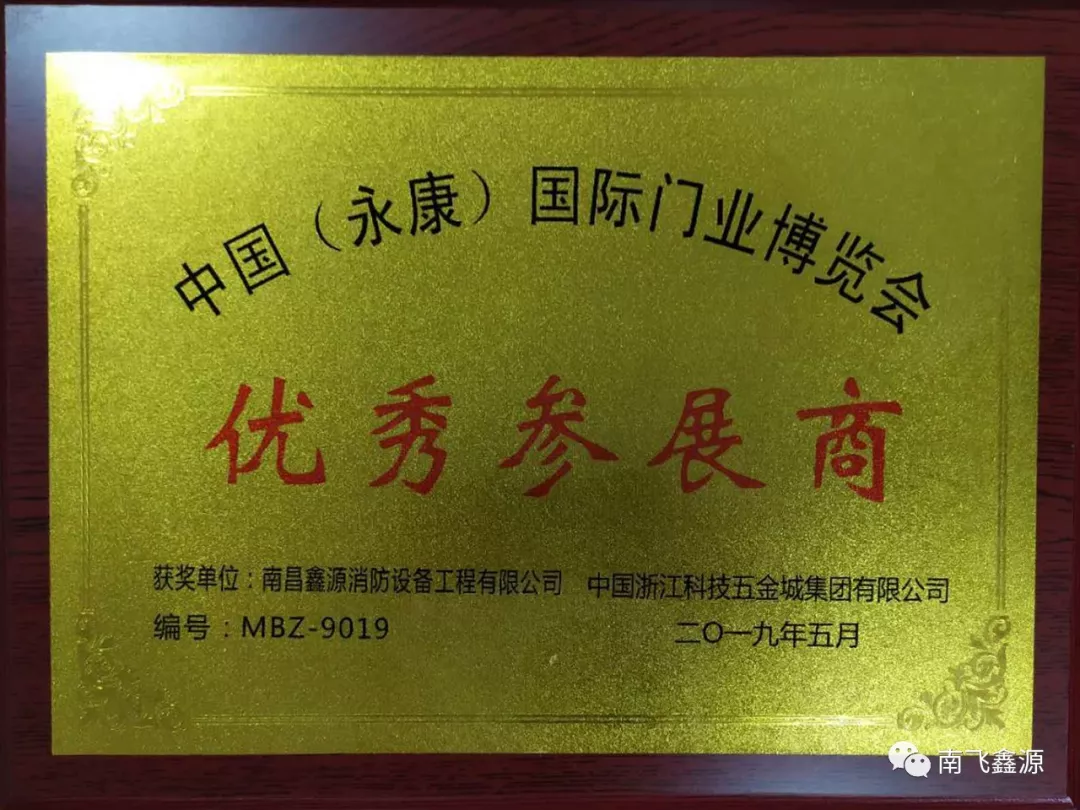 中国（永康）国际门业博览会
优秀参展商
获奖单位：南昌鑫源消防设备工程有限公司
编号：MBZ-9019
中国浙江科技五金城集团有限公司
二〇一九年五月
南飞鑫源